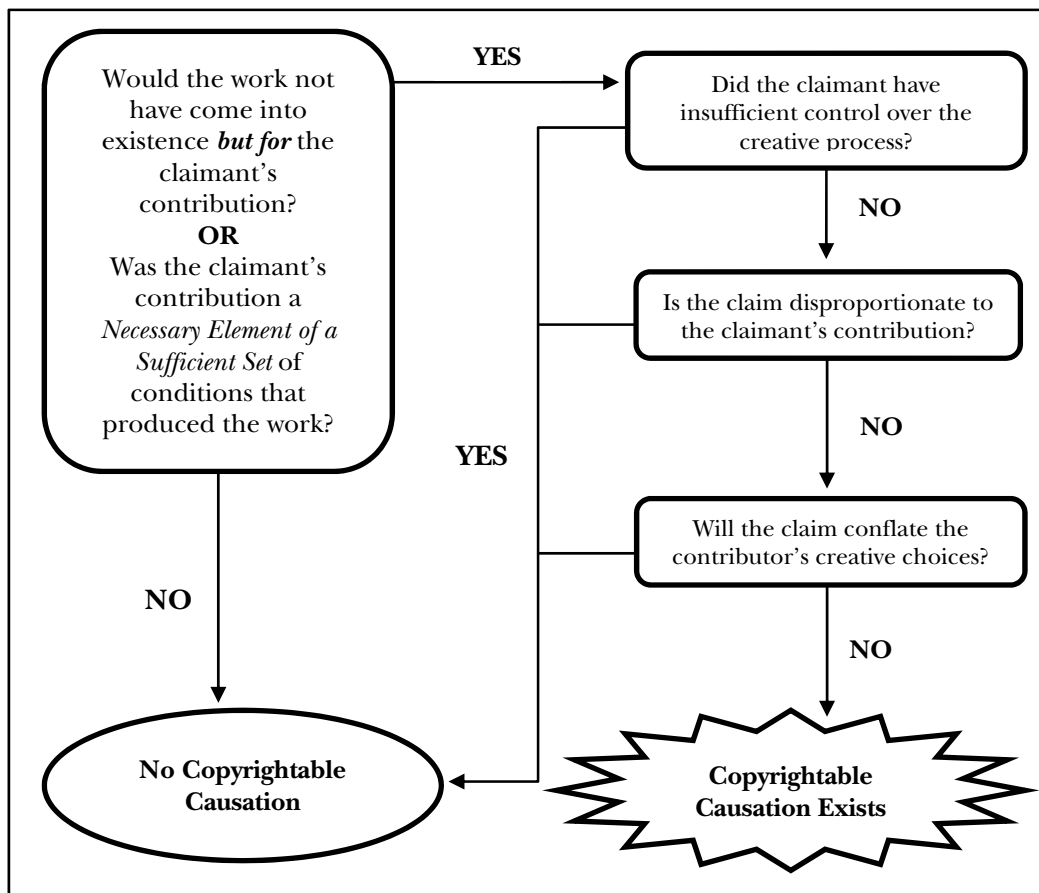 Would the work not
have come into
existence but for the
claimant’s
contribution?
OR
Was the claimant’s
contribution a
Necessary Element of a
Sufficient Set of
conditions that
produced the work?
YES
Did the claimant have
insufficient control over the
creative process?
NO
Is the claim disproportionate to
the claimant’s contribution?
NO
YES
Will the claim conflate the
contributor’s creative choices?
NO
NO
No Copyrightable
Causation
Copyrightable
Causation Exists